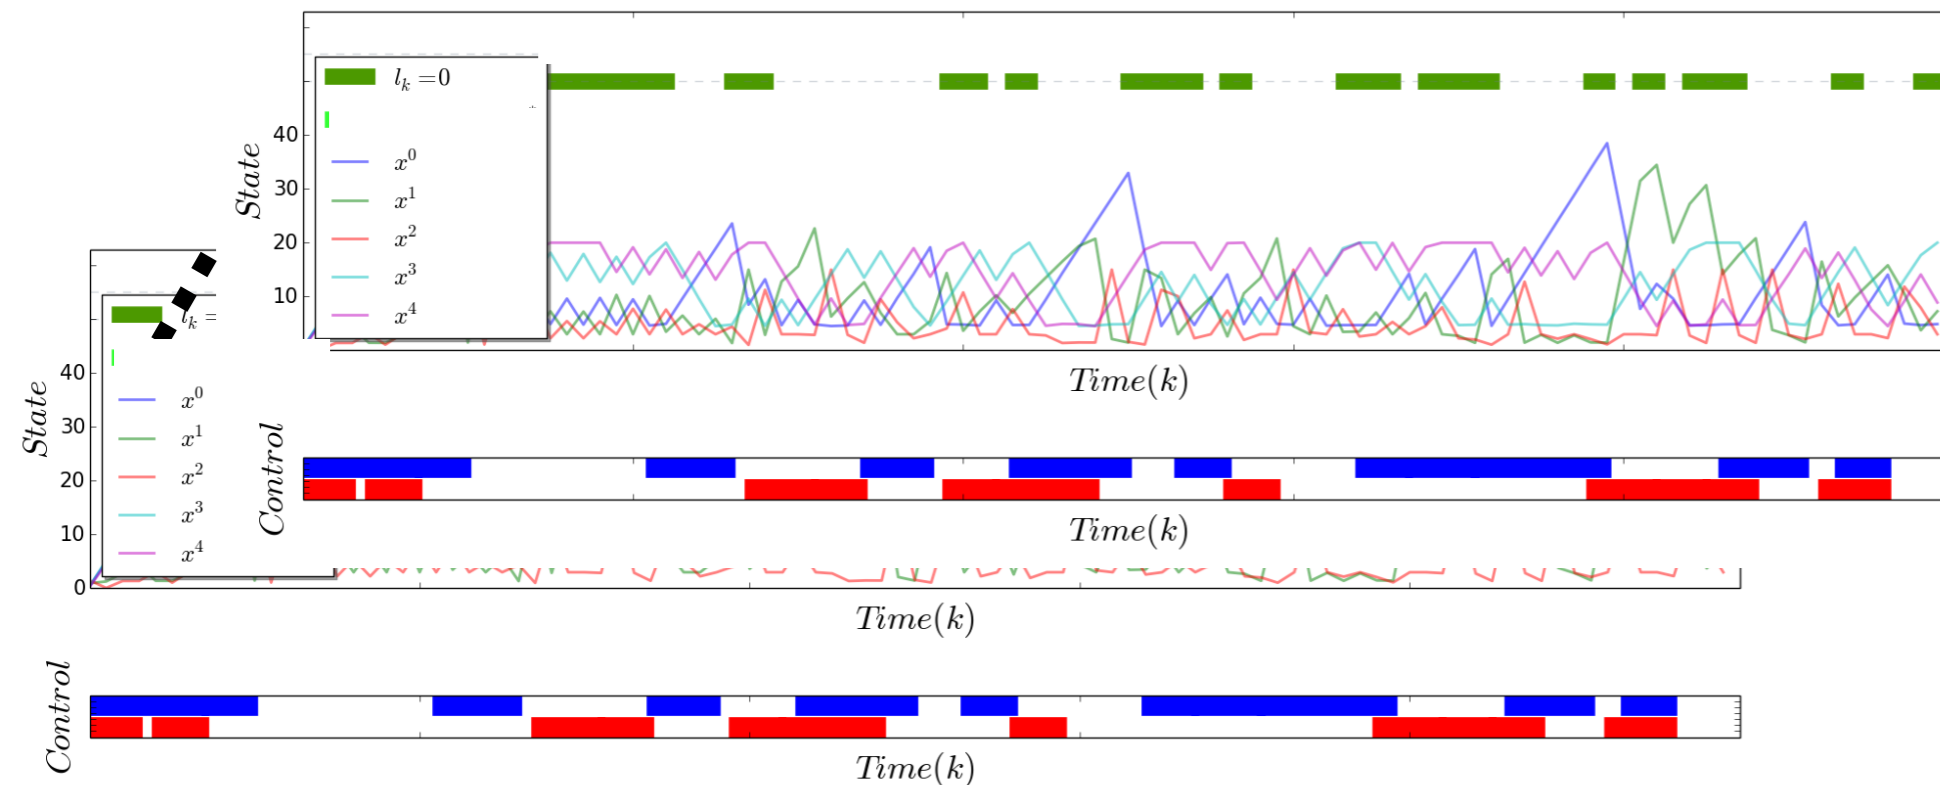 $l_k = 0$
$x^0$
$x^1$
$x^2$
$x^3$
$x^4$
40
30
20
10
State
Time(k)
Control
Time(k)
$l_k =$
$x^0$
$x^1$
$x^2$
$x^3$
$x^4$
40
30
20
10
0
State
Time(k)
Control
Time(k)